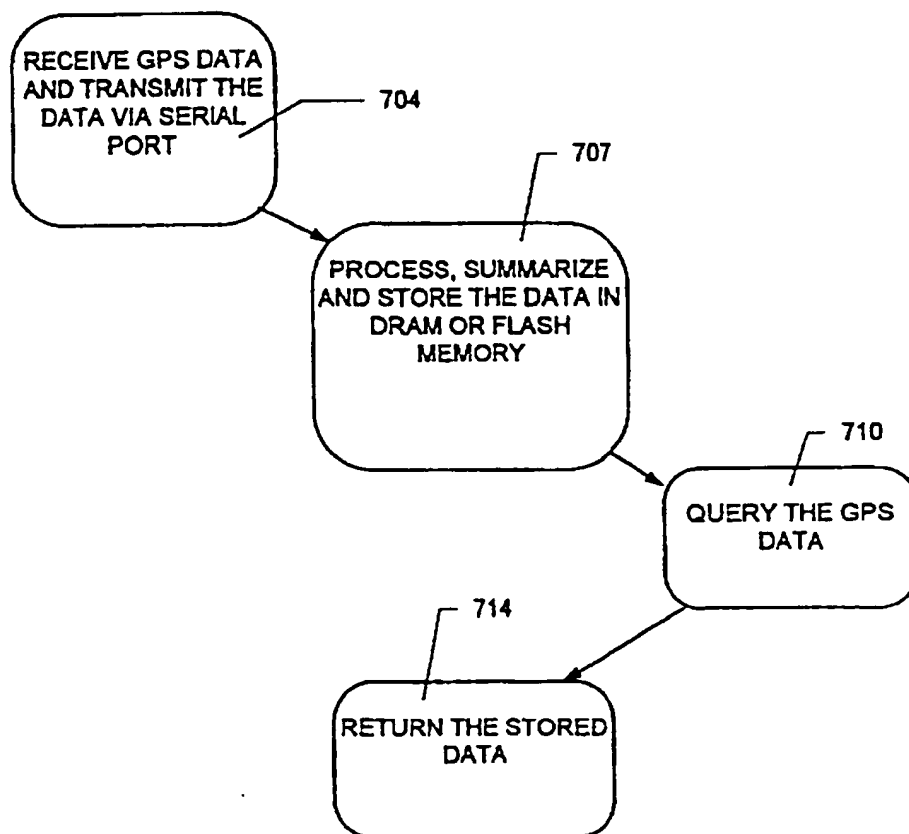 RECEIVE GPS DATA
AND TRANSMIT THE
DATA VIA SERIAL
PORT
704
707
PROCESS, SUMMARIZE
AND STORE THE DATA IN
DRAM OR FLASH
MEMORY
710
QUERY THE GPS
DATA
714
RETURN THE STORED
DATA